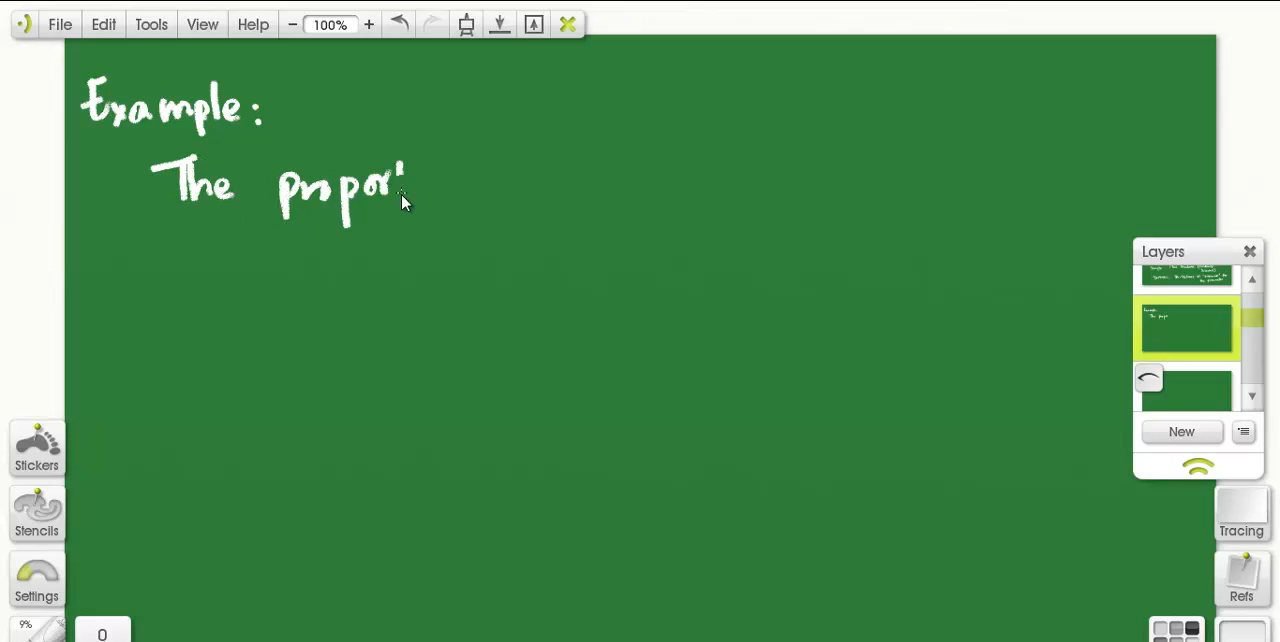 File Edit Tools View Help − 100% +
Example:
The propor
Layers
New
Stickers
Stencils
Settings
9%
0
Tracing
Refs